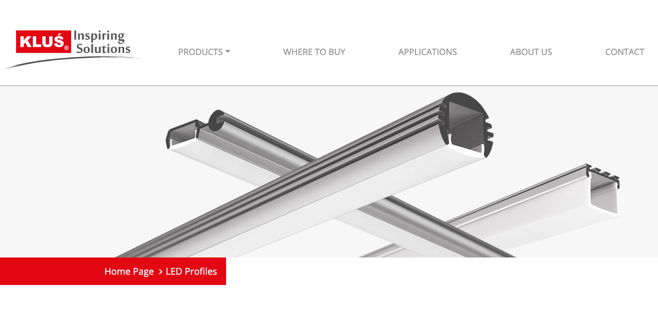 KLUŚ® Inspiring
Solutions
PRODUCTS
WHERE TO BUY
APPLICATIONS
ABOUT US
CONTACT
Home Page > LED Profiles